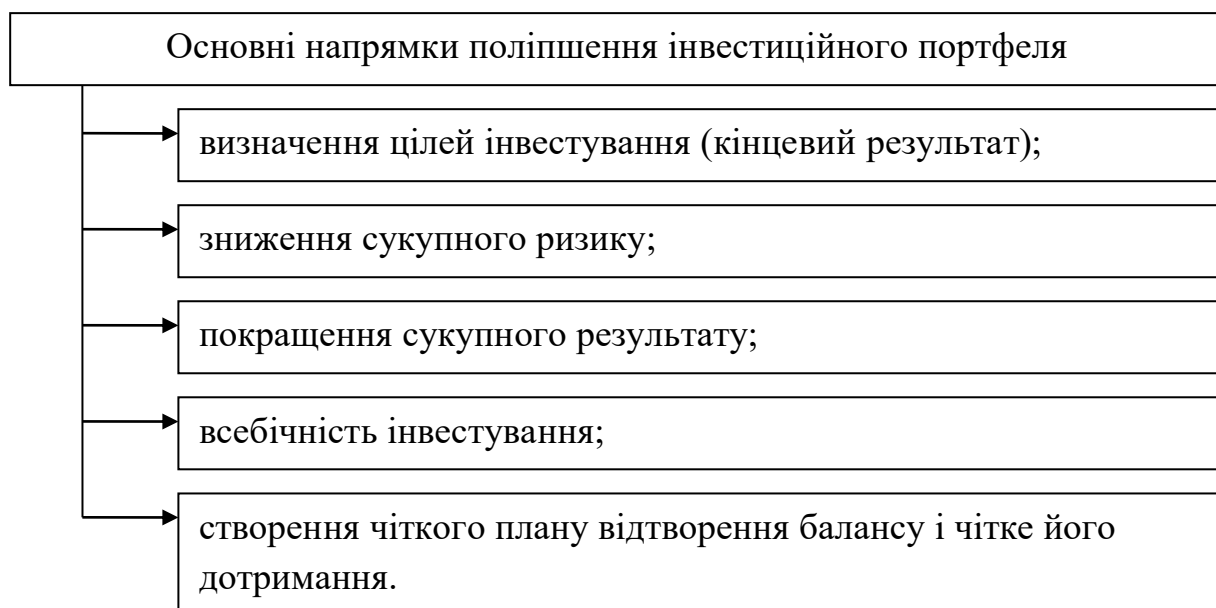 Основні напрямки поліпшення інвестиційного портфеля
визначення цілей інвестування (кінцевий результат);
зниження сукупного ризику;
покращення сукупного результату;
всебічність інвестування;
створення чіткого плану відтворення балансу і чітке його
дотримання.